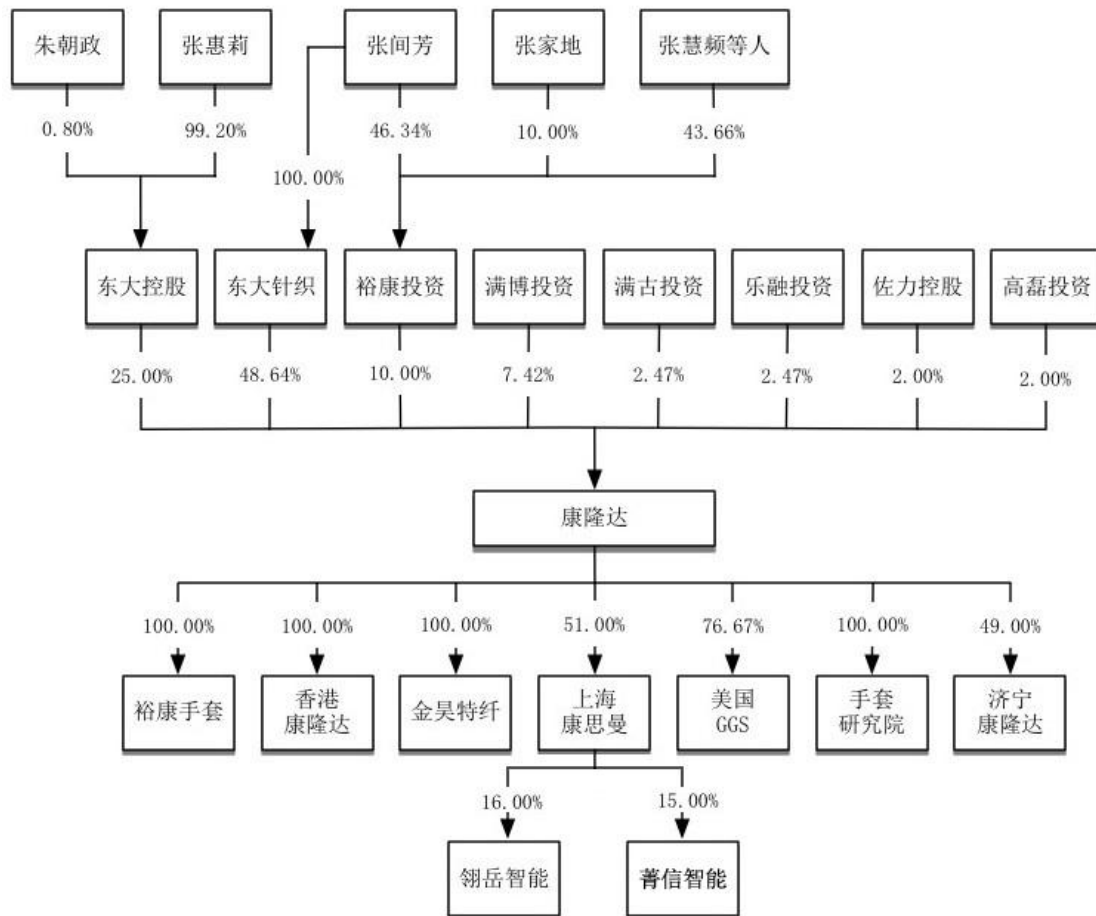 朱朝政
张惠莉
张间芳
张家地
张慧频等人
0.80%
99.20%
46.34%
10.00%
43.66%
100.00%
东大控股
东大针织
裕康投资
满博投资
满古投资
乐融投资
佐力控股
高磊投资
25.00%
48.64%
10.00%
7.42%
2.47%
2.47%
2.00%
2.00%
康隆达
100.00%
100.00%
100.00%
51.00%
76.67%
100.00%
49.00%
裕康手套
香港
康隆达
金昊特纤
上海
康思曼
美国
GGS
手套
研究院
济宁
康隆达
16.00%
15.00%
翎岳智能
菁信智能